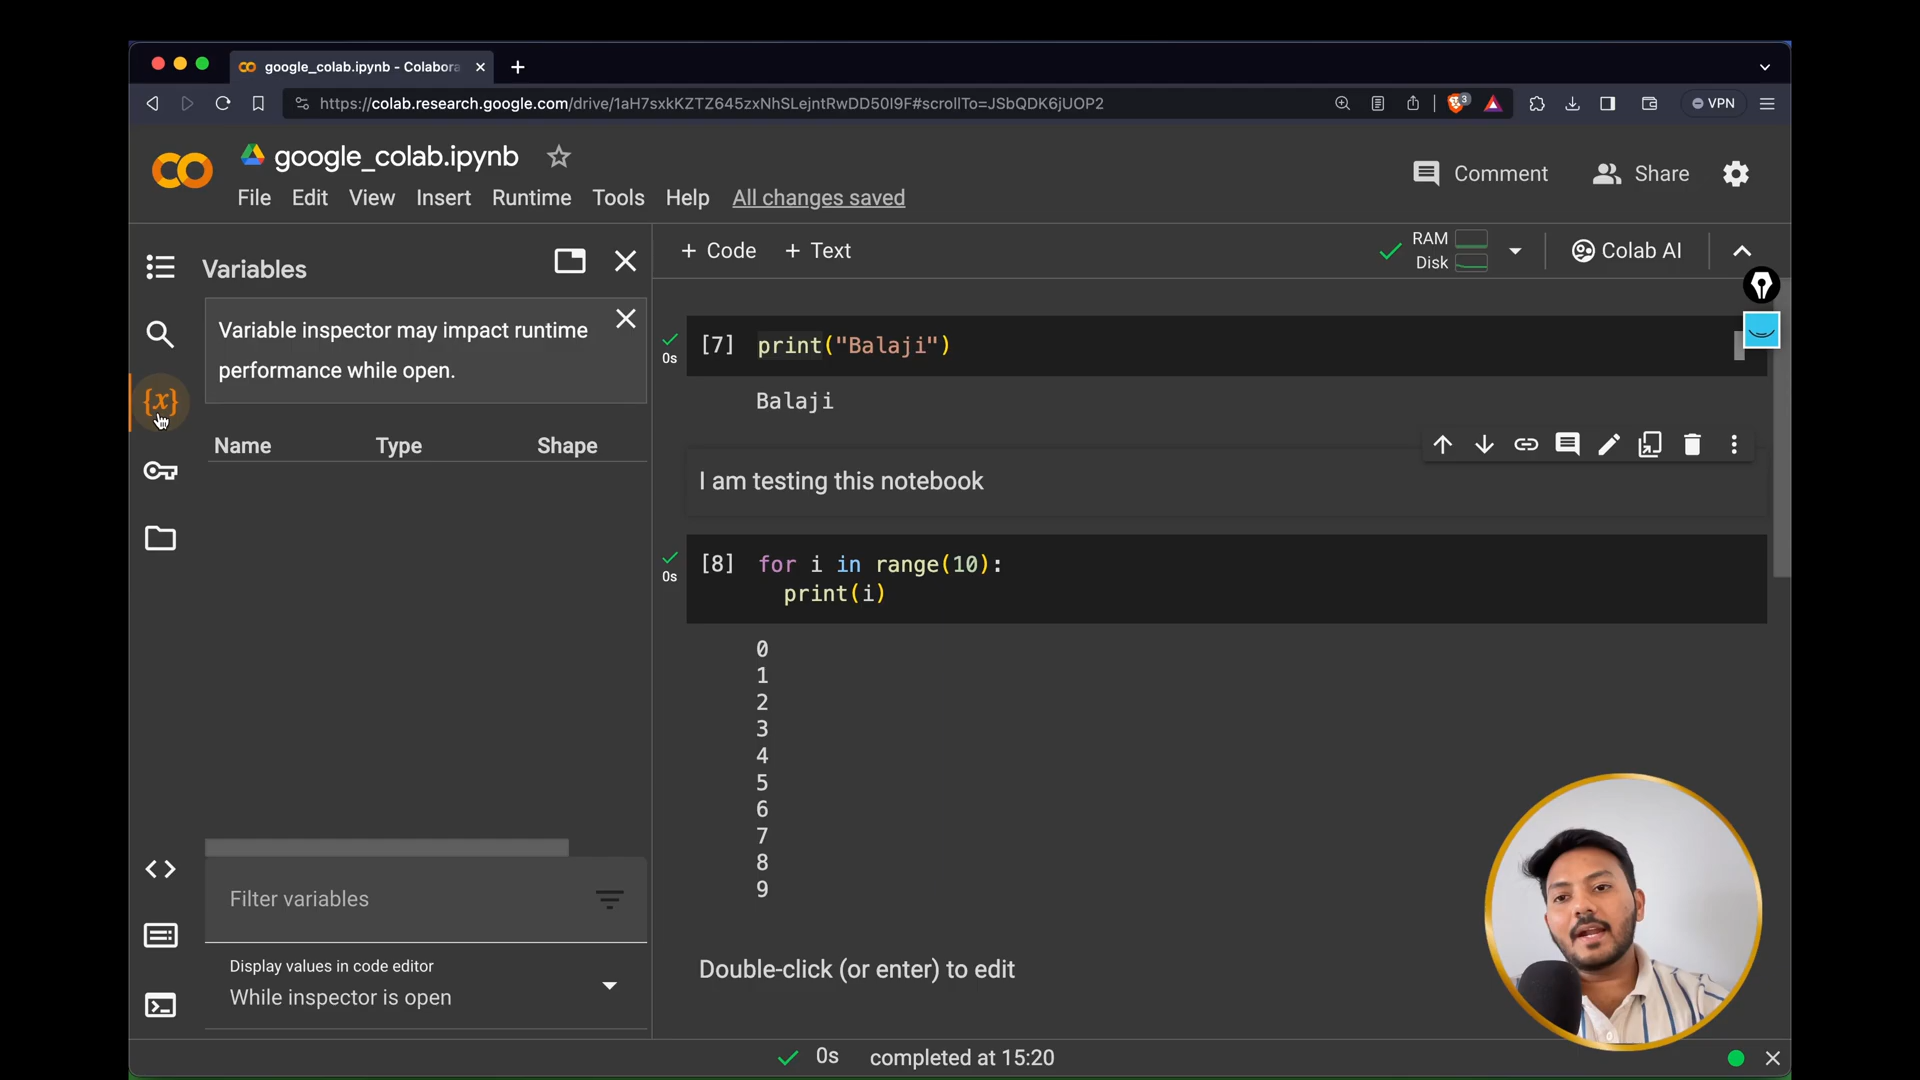 google_colab.ipynb - Colabora
https://colab.research.google.com/drive/1aH7sxkKZTZ645zxNhSLejntRwDD50I9F#scrollTo=JSbQDK6jUOP2
3
VPN
google_colab.ipynb
Comment
Share
File Edit View Insert Runtime Tools Help All changes saved
Variables
+ Code + Text
RAM
Disk
Colab AI
Variable inspector may impact runtime
performance while open.
Name Type Shape
Filter variables
Display values in code editor
While inspector is open
0s
[7] print("Balaji")
Balaji
I am testing this notebook
0s
[8] for i in range(10):
print(i)
0
1
2
3
4
5
6
7
8
9
Double-click (or enter) to edit
0s completed at 15:20